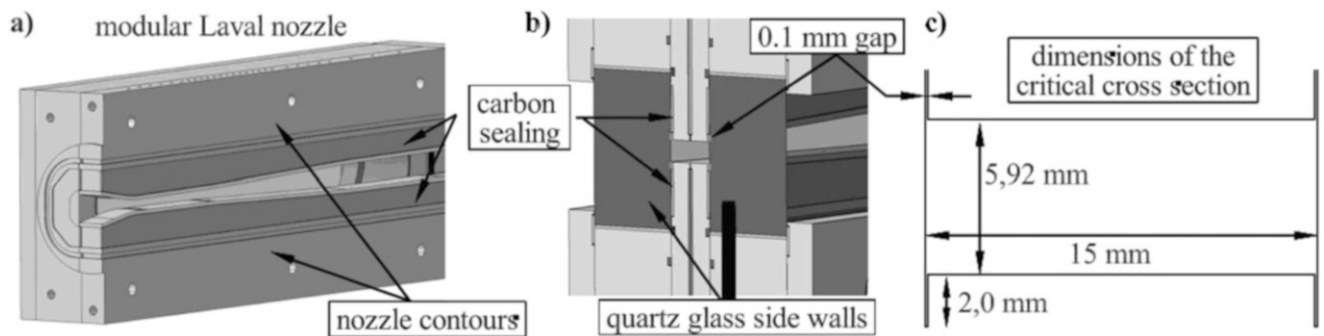 a)
modular Laval nozzle
carbon
sealing
nozzle contours
b)
0.1 mm gap
quartz glass side walls
c)
dimensions of the
critical cross section
5,92 mm
15 mm
2,0 mm